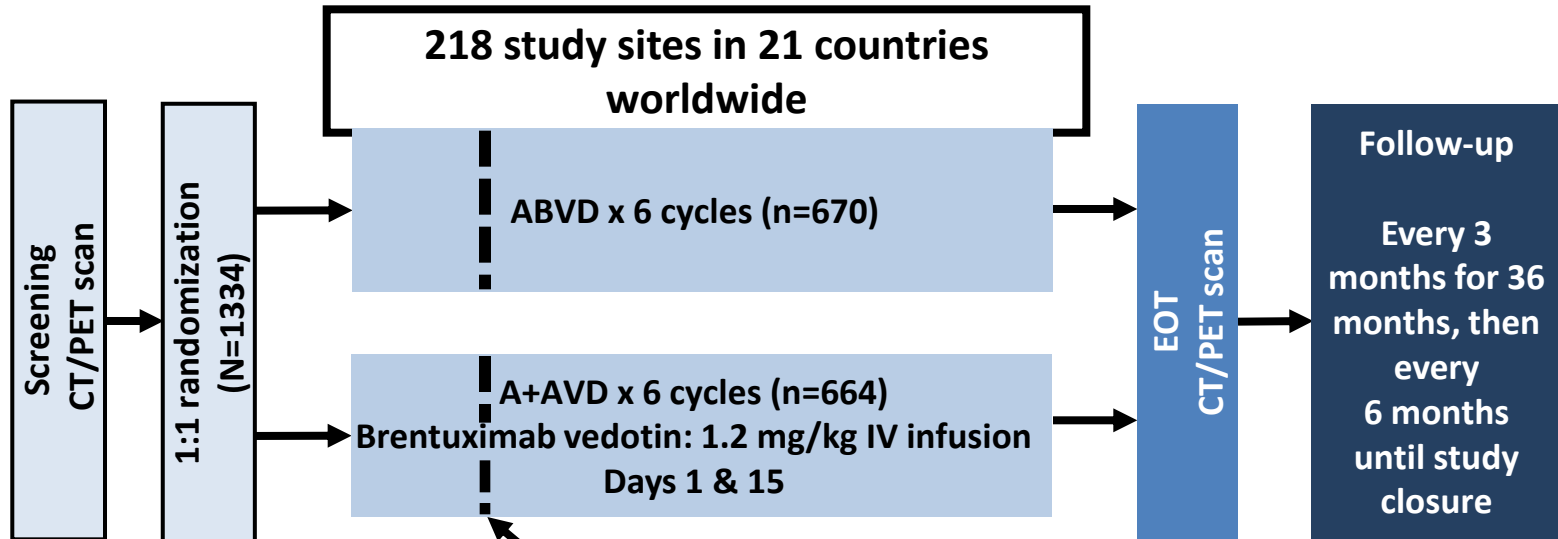 218 study sites in 21 countries
worldwide
Screening
CT/PET scan
1:1 randomization
(N=1334)
ABVD x 6 cycles (n=670)
A+AVD x 6 cycles (n=664)
Brentuximab vedotin: 1.2 mg/kg IV infusion
Days 1 & 15
EOT
CT/PET scan
Follow-up
Every 3
months for 36
months, then
every
6 months
until study
closure